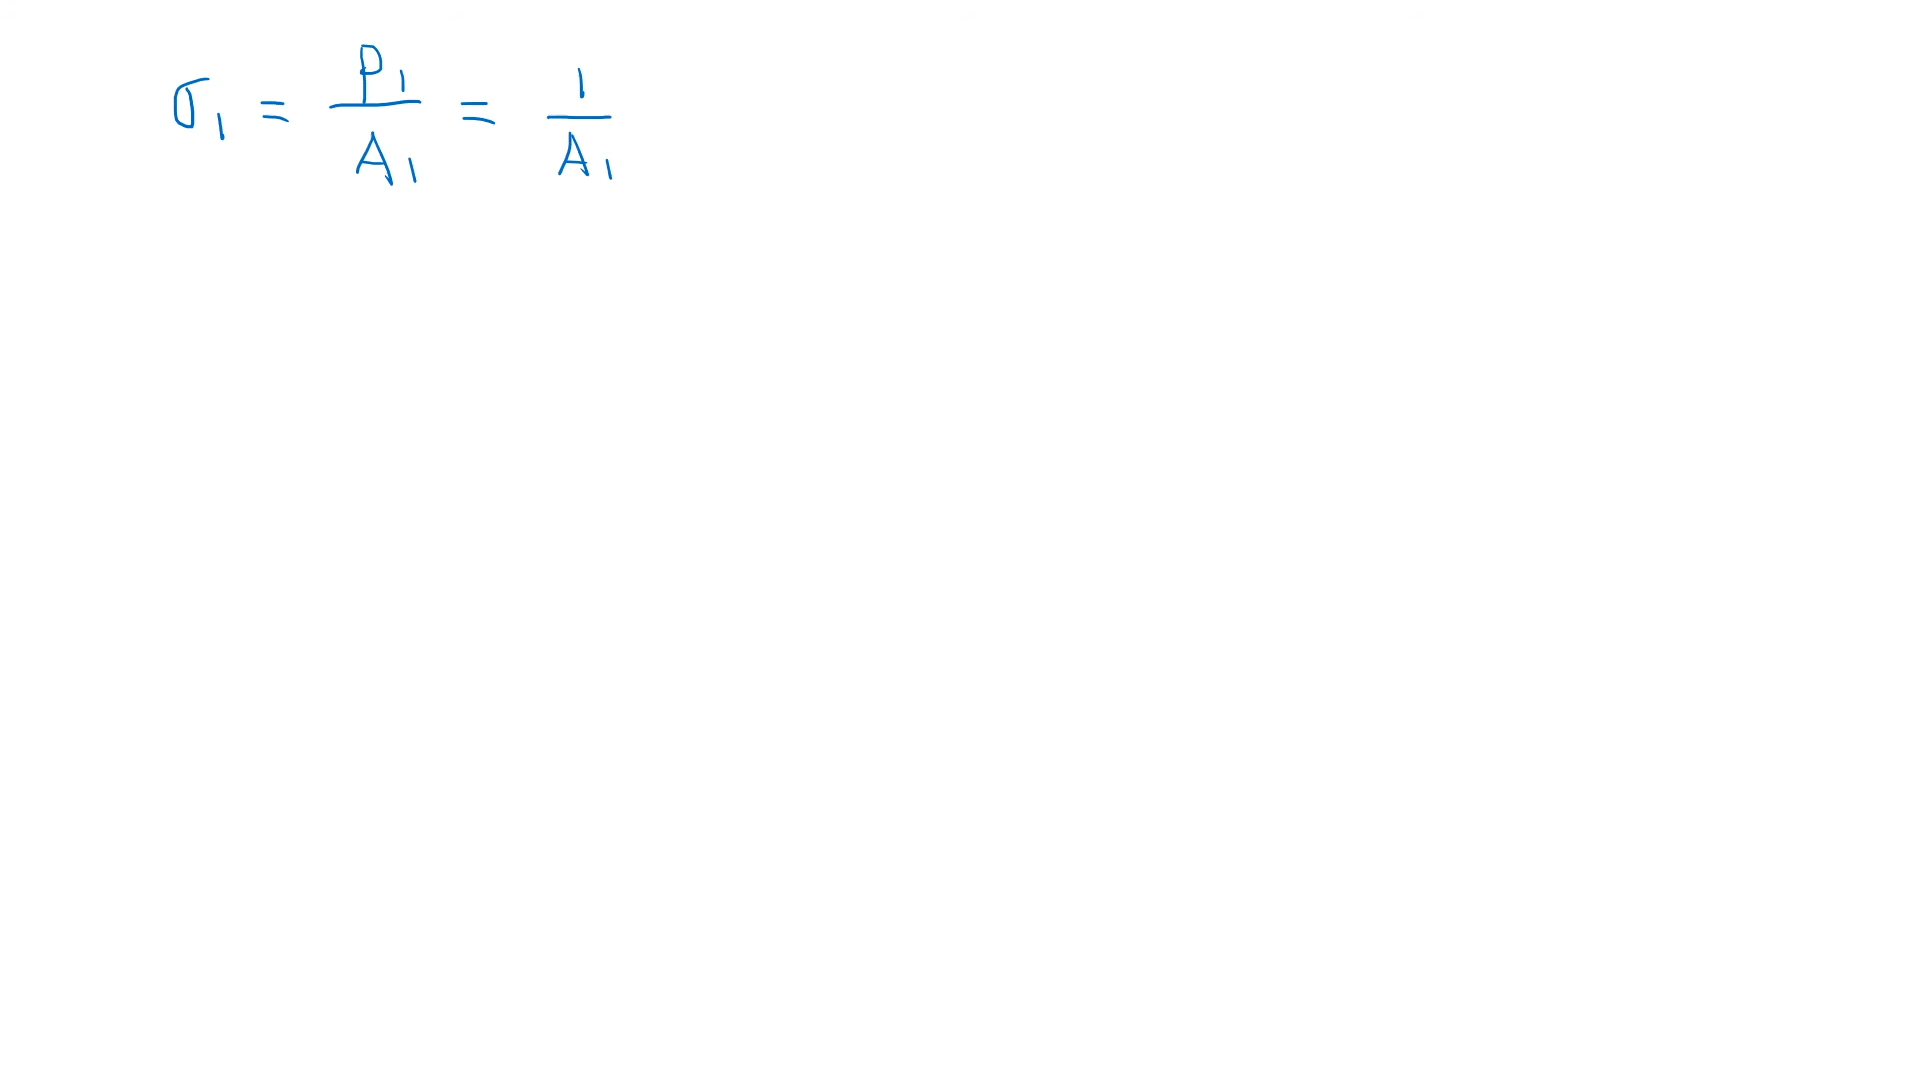 σ₁ = P₁/A₁ = 1/A₁